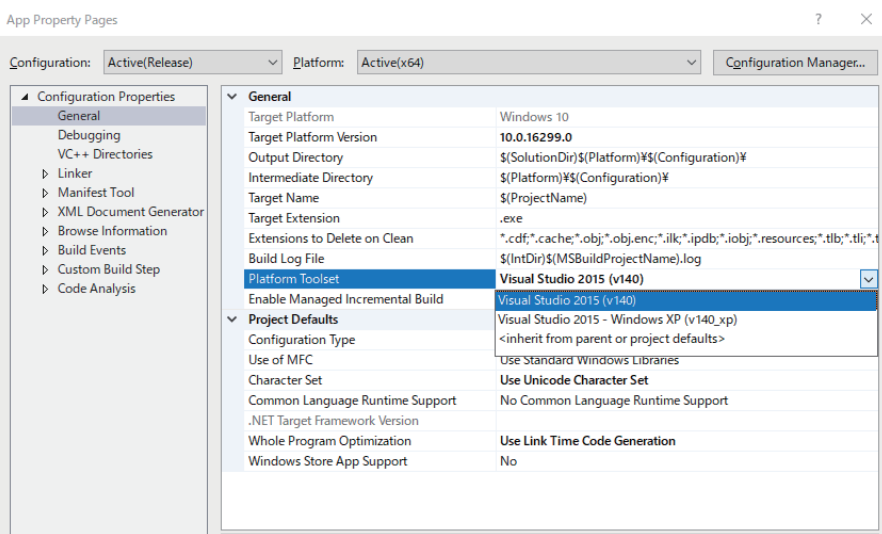 App Property Pages ? ×
Configuration: Active(Release) Platform: Active(x64) Configuration Manager...
Configuration Properties
General
Debugging
VC++ Directories
Linker
Manifest Tool
XML Document Generator
Browse Information
Build Events
Custom Build Step
Code Analysis
General
Target Platform Windows 10
Target Platform Version 10.0.16299.0
Output Directory $(SolutionDir)$(Platform)¥$(Configuration)¥
Intermediate Directory $(Platform)¥$(Configuration)¥
Target Name $(ProjectName)
Target Extension .exe
Extensions to Delete on Clean *.cdf;*.cache;*.obj;*.obj.enc;*.ilk;*.ipdb;*.iobj;*.resources;*.tlb;*.tli;*.t
Build Log File $(IntDir)$(MSBuildProjectName).log
Platform Toolset Visual Studio 2015 (v140)
Enable Managed Incremental Build Visual Studio 2015 (v140)
Project Defaults Visual Studio 2015 - Windows XP (v140_xp)
Configuration Type <inherit from parent or project defaults>
Use of MFC Use Standard Windows Libraries
Character Set Use Unicode Character Set
Common Language Runtime Support No Common Language Runtime Support
.NET Target Framework Version
Whole Program Optimization Use Link Time Code Generation
Windows Store App Support No